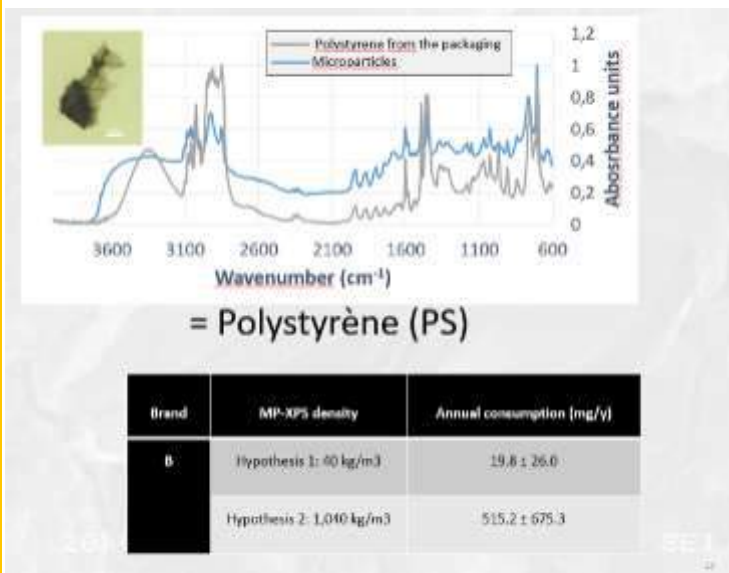 1,2
Polystyrene from the packaging
1
Microparticles
0,8
0,6
0,4
0,2
0
Abosrbance units
3600 3100 2600 2100 1600 1100 600
Wavenumber (cm-1)
= Polystyrène (PS)
Brand MP-XPS density Annual consumption (mg/y)
B Hypothesis 1: 40 kg/m3 19.8 ± 26.0
Hypothesis 2: 1,040 kg/m3 515.2 ± 675.3